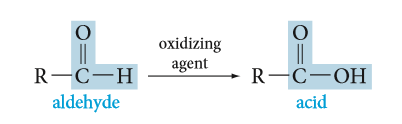 O
||
R—C—H
aldehyde
oxidizing
agent
O
||
R—C—OH
acid